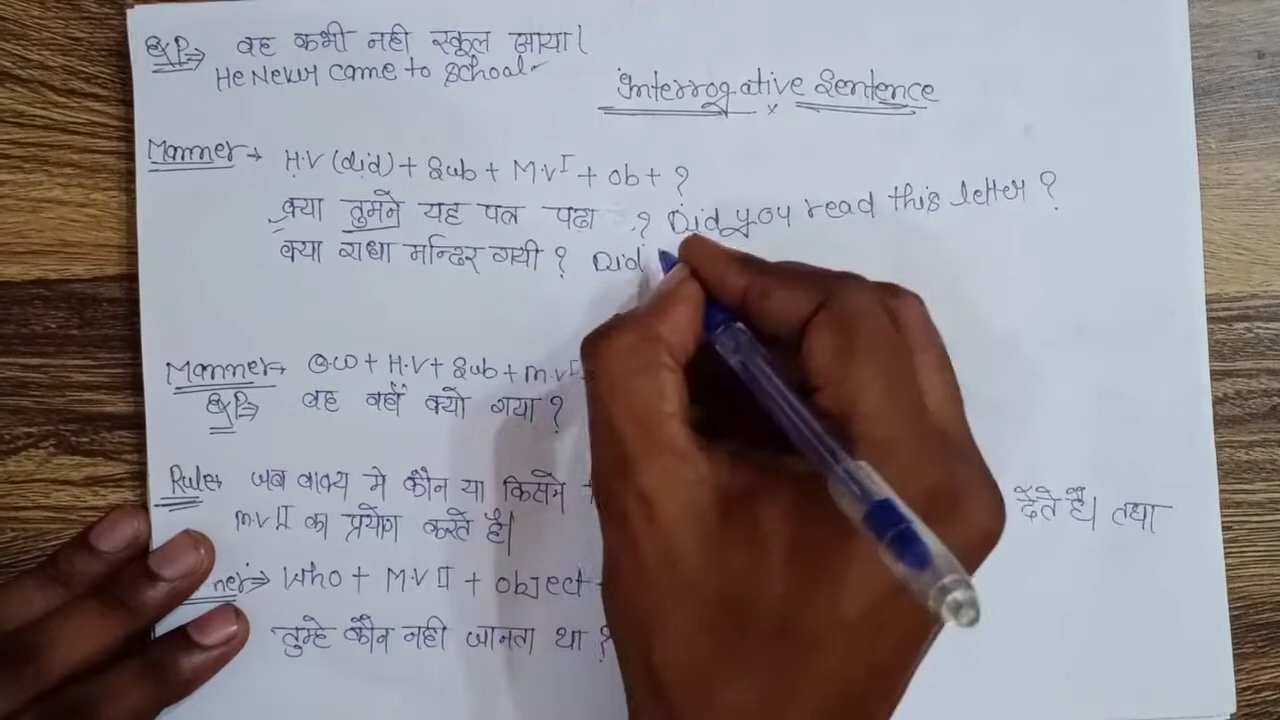 Exp⇒ वह कभी नही स्कूल आया।
He Never came to School.
Interrogative Sentence
Manner→ H.V (did) + Sub + M.V I + ob + ?
क्या तुमने यह पत्र पढ़ा ? Did you read this letter ?
क्या राधा मन्दिर गयी ? Did
Manner→ Q.W + H.V + Sub + m.v I
Exp⇒ वह वहाँ क्यो गया ?
Rule→ जब वाक्य मे कौन या किसने देते है। तथा
m.v II का प्रयोग करते है।
Who + M.V II + object
तुम्हे कौन नही जानता था ?